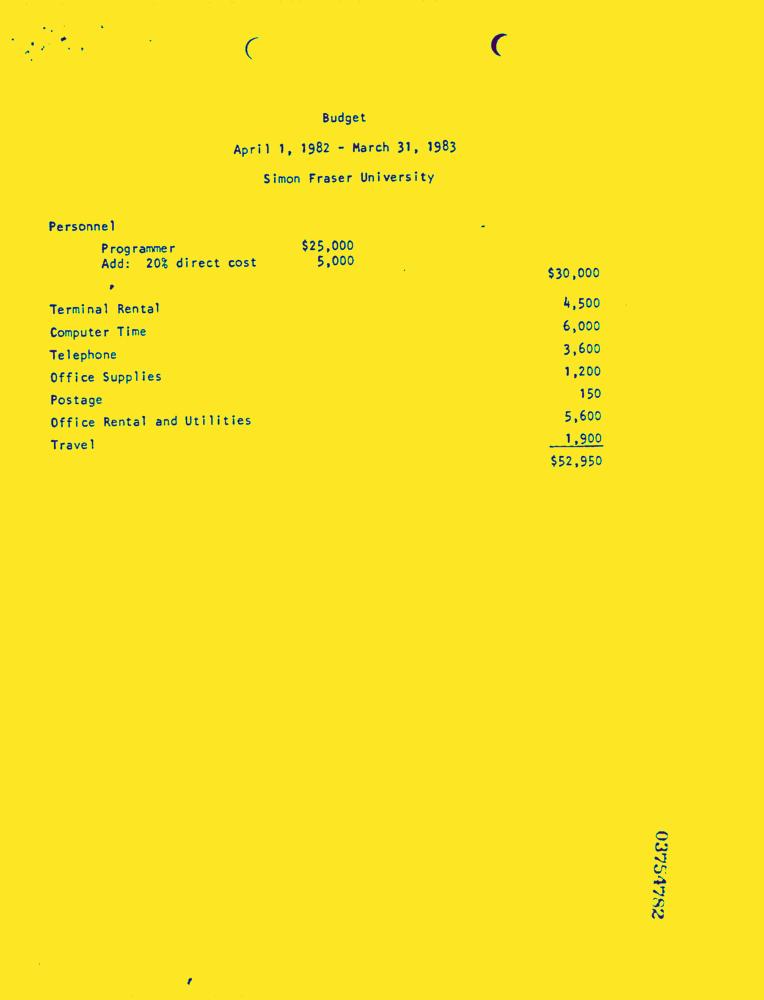 Budget
April 1, 1982 - March 31, 1983
Simon Fraser University
Personnel
Programmer $25,000
Add: 20% direct cost 5,000
$30,000
Terminal Rental 4,500
Computer Time 6,000
Telephone 3,600
Office Supplies 1,200
Postage 150
Office Rental and Utilities 5,600
Travel 1,900
$52,950
03754782